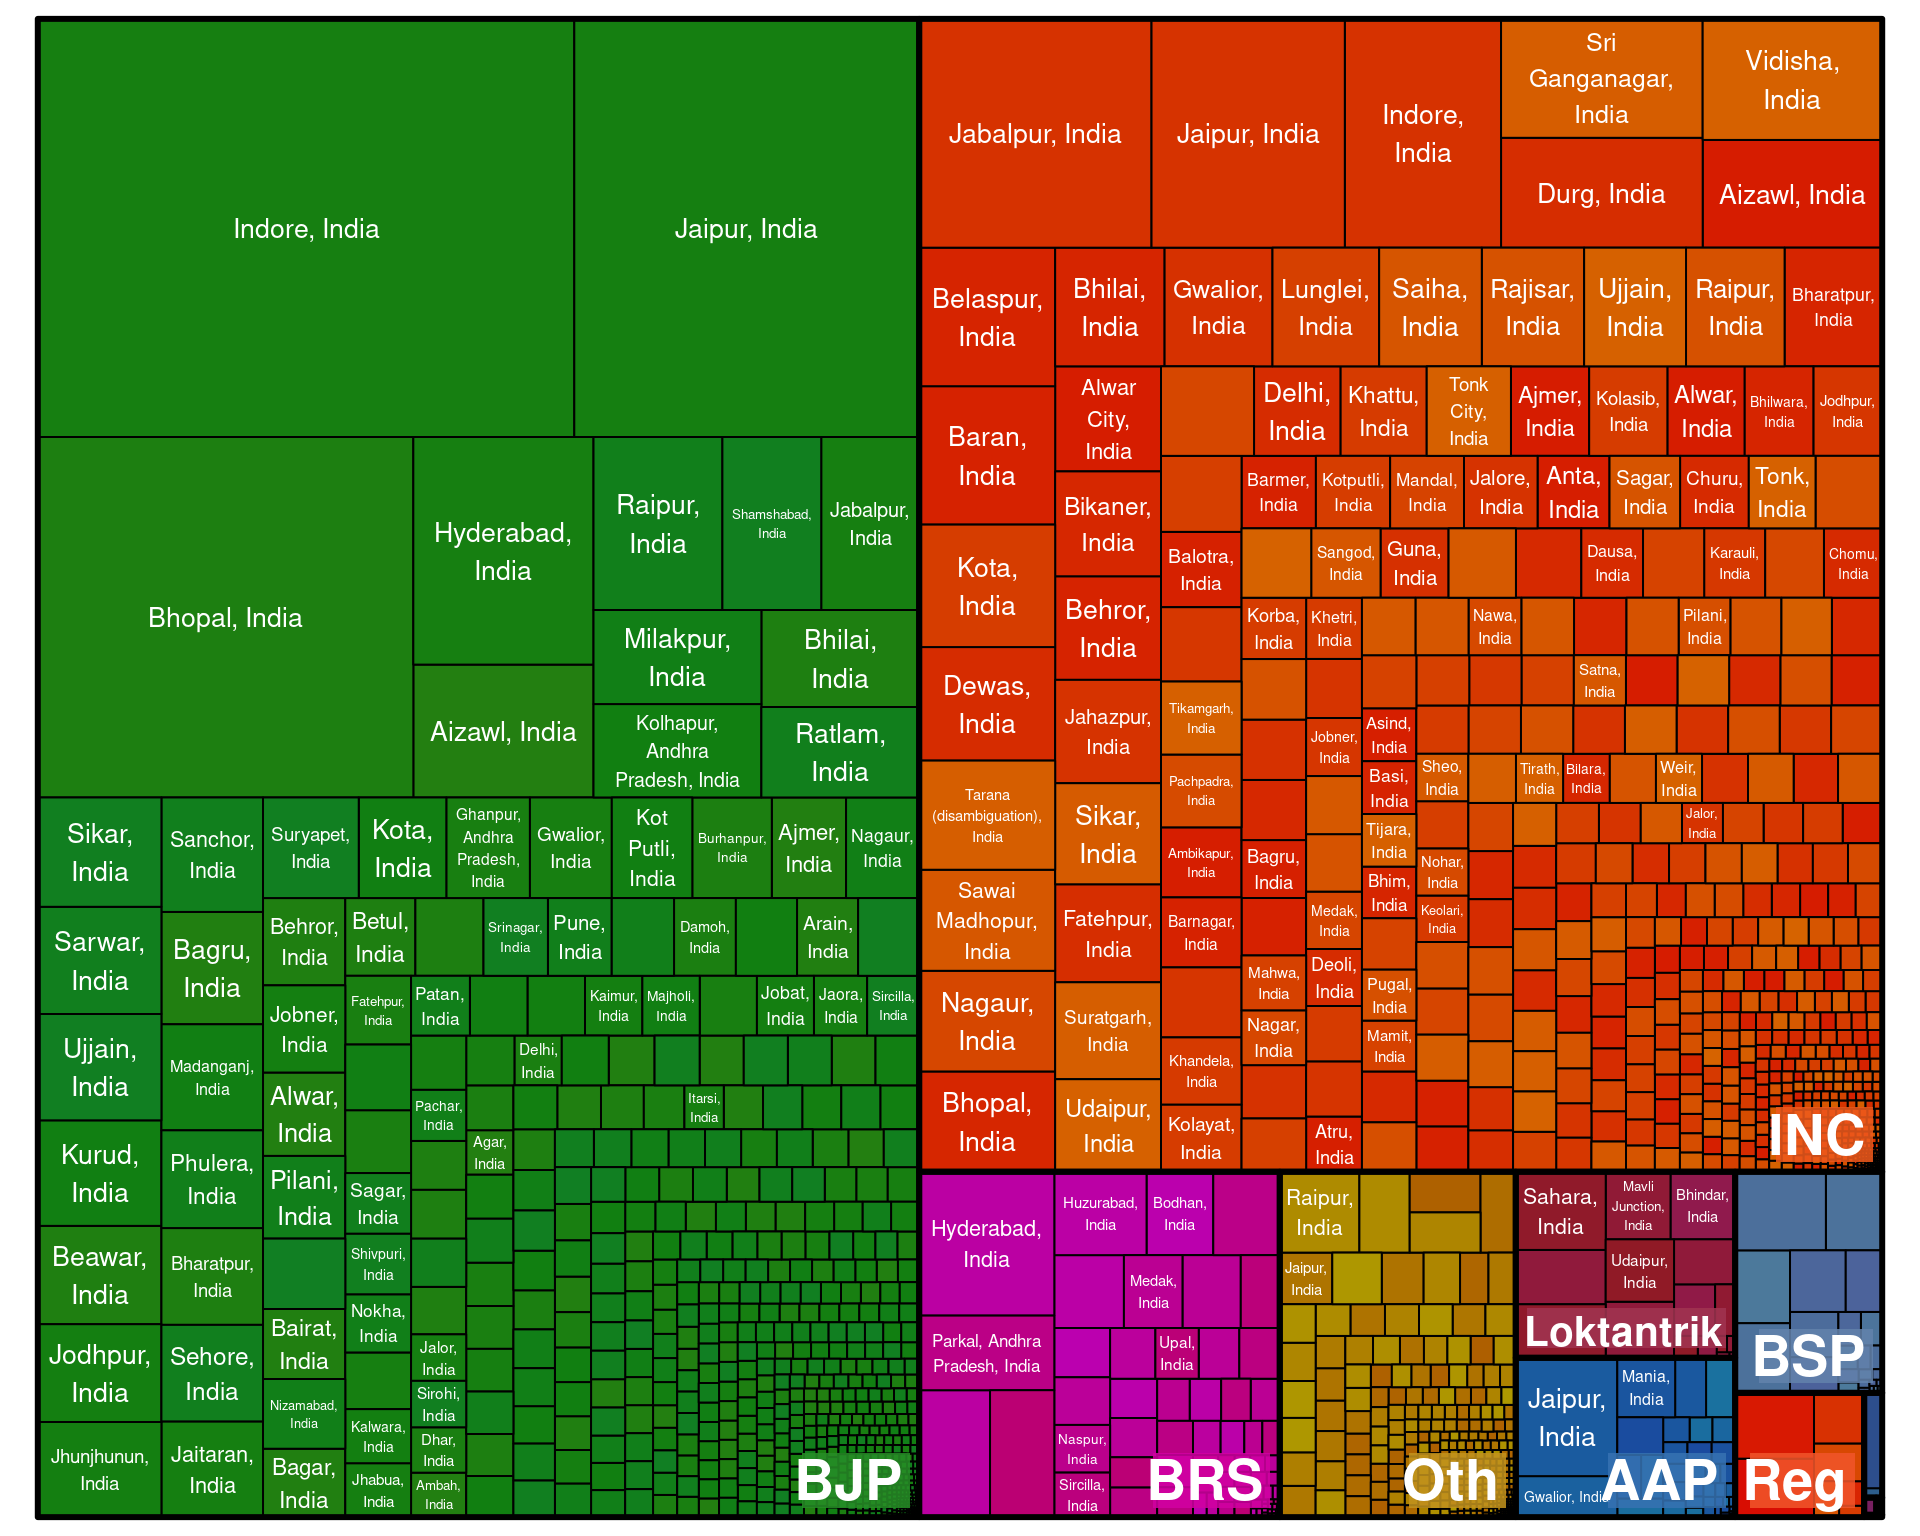 Indore, India
Jaipur, India
Bhopal, India
Hyderabad,
India
Aizawl, India
Raipur,
India
Shamshabad,
India
Jabalpur,
India
Milakpur,
India
Bhilai,
India
Kolhapur,
Andhra
Pradesh, India
Ratlam,
India
Sikar,
India
Sarwar,
India
Ujjain,
India
Kurud,
India
Beawar,
India
Jodhpur,
India
Jhunjhunun,
India
Sanchor,
India
Bagru,
India
Madanganj,
India
Phulera,
India
Bharatpur,
India
Sehore,
India
Jaitaran,
India
Suryapet,
India
Kota,
India
Ghanpur,
Andhra
Pradesh,
India
Gwalior,
India
Kot
Putli,
India
Burhanpur,
India
Ajmer,
India
Nagaur,
India
Behror,
India
Jobner,
India
Alwar,
India
Pilani,
India
Bairat,
India
Nizamabad,
India
Bagar,
India
Betul,
India
Srinagar,
India
Pune,
India
Damoh,
India
Arain,
India
Fatehpur,
India
Sagar,
India
Shivpuri,
India
Nokha,
India
Kalwara,
India
Jhabua,
India
Patan,
India
Kaimur,
India
Majholi,
India
Jobat,
India
Jaora,
India
Sircilla,
India
Delhi,
India
Pachar,
India
Itarsi,
India
Agar,
India
Jalor,
India
Sirohi,
India
Dhar,
India
Ambah,
India
BJP
Jabalpur, India
Jaipur, India
Indore,
India
Sri
Ganganagar,
India
Vidisha,
India
Durg, India
Aizawl, India
Belaspur,
India
Baran,
India
Kota,
India
Dewas,
India
Tarana
(disambiguation),
India
Sawai
Madhopur,
India
Nagaur,
India
Bhopal,
India
Bhilai,
India
Gwalior,
India
Lunglei,
India
Saiha,
India
Rajisar,
India
Ujjain,
India
Raipur,
India
Bharatpur,
India
Alwar
City,
India
Bikaner,
India
Behror,
India
Jahazpur,
India
Sikar,
India
Fatehpur,
India
Suratgarh,
India
Udaipur,
India
Delhi,
India
Khattu,
India
Tonk
City,
India
Ajmer,
India
Kolasib,
India
Alwar,
India
Bhilwara,
India
Jodhpur,
India
Balotra,
India
Tikamgarh,
India
Pachpadra,
India
Ambikapur,
India
Barnagar,
India
Khandela,
India
Kolayat,
India
Barmer,
India
Kotputli,
India
Mandal,
India
Jalore,
India
Anta,
India
Sagar,
India
Churu,
India
Tonk,
India
Sangod,
India
Guna,
India
Dausa,
India
Karauli,
India
Chomu,
India
Korba,
India
Khetri,
India
Nawa,
India
Pilani,
India
Satna,
India
Bagru,
India
Mahwa,
India
Nagar,
India
Jobner,
India
Medak,
India
Deoli,
India
Atru,
India
Asind,
India
Basi,
India
Tijara,
India
Bhim,
India
Pugal,
India
Mamit,
India
Sheo,
India
Nohar,
India
Keolari,
India
Tirath,
India
Bilara,
India
Weir,
India
Jalor,
India
INC
Hyderabad,
India
Parkal, Andhra
Pradesh, India
Huzurabad,
India
Bodhan,
India
Medak,
India
Upal,
India
Naspur,
India
Sircilla,
India
BRS
Raipur,
India
Jaipur,
India
Oth
Sahara,
India
Mavli
Junction,
India
Bhindar,
India
Udaipur,
India
Loktantrik
BSP
Jaipur,
India
Mania,
India
Gwalior, India
AAP
Reg